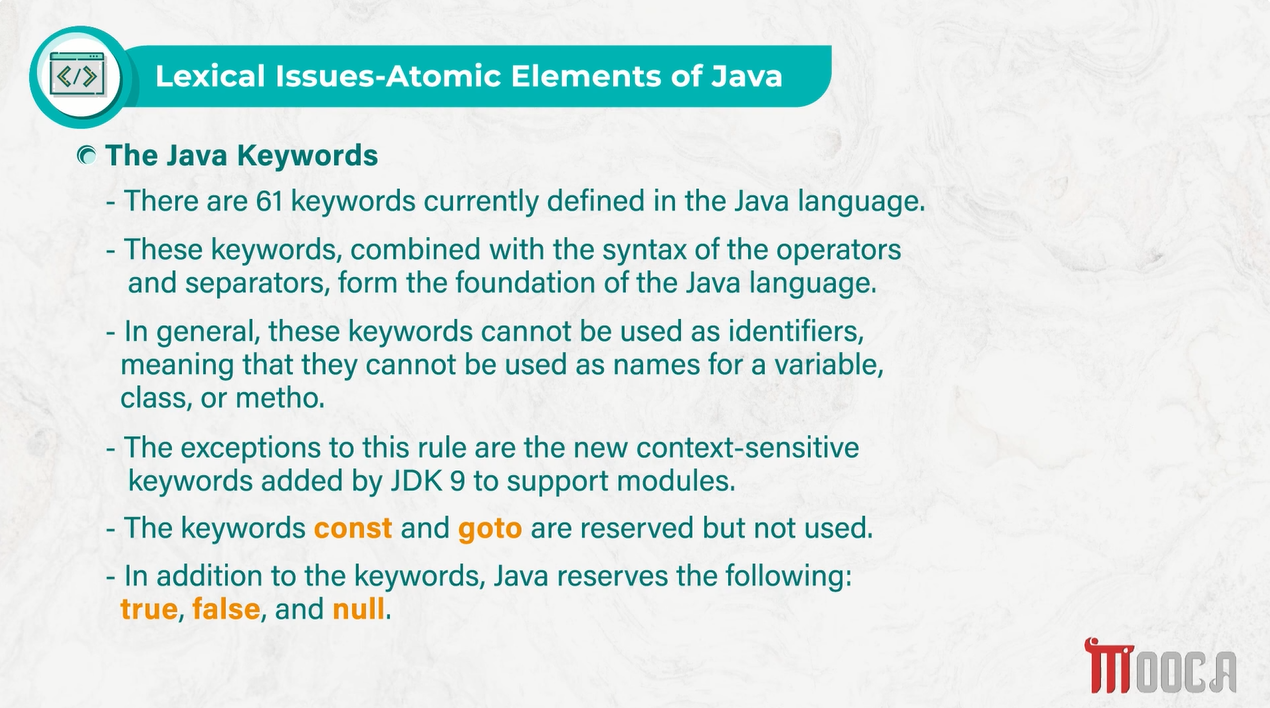 </>
Lexical Issues-Atomic Elements of Java
The Java Keywords
- There are 61 keywords currently defined in the Java language.
- These keywords, combined with the syntax of the operators
and separators, form the foundation of the Java language.
- In general, these keywords cannot be used as identifiers,
meaning that they cannot be used as names for a variable,
class, or metho.
- The exceptions to this rule are the new context-sensitive
keywords added by JDK 9 to support modules.
- The keywords const and goto are reserved but not used.
- In addition to the keywords, Java reserves the following:
true, false, and null.
MOOCA